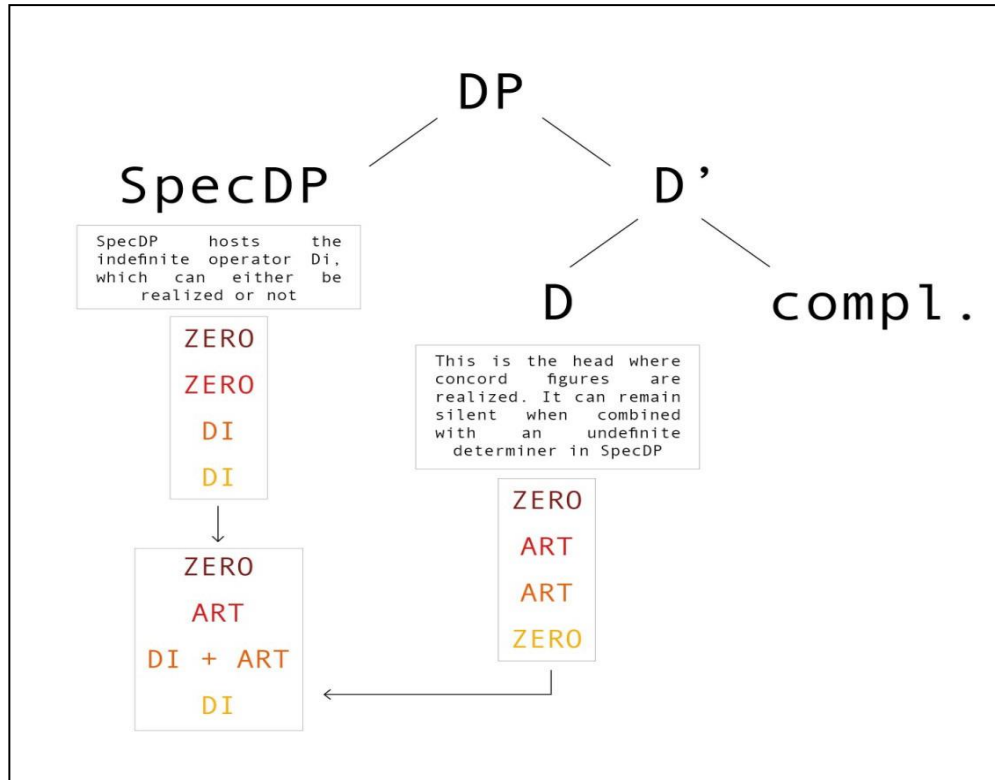 DP
SpecDP
D’
SpecDP hosts the
indefinite operator Di,
which can either be
realized or not
D
compl.
ZERO
ZERO
DI
DI
This is the head where
concord figures are
realized. It can remain
silent when combined
with an undefinite
determiner in SpecDP
ZERO
ART
ART
ZERO
ZERO
ART
DI + ART
DI